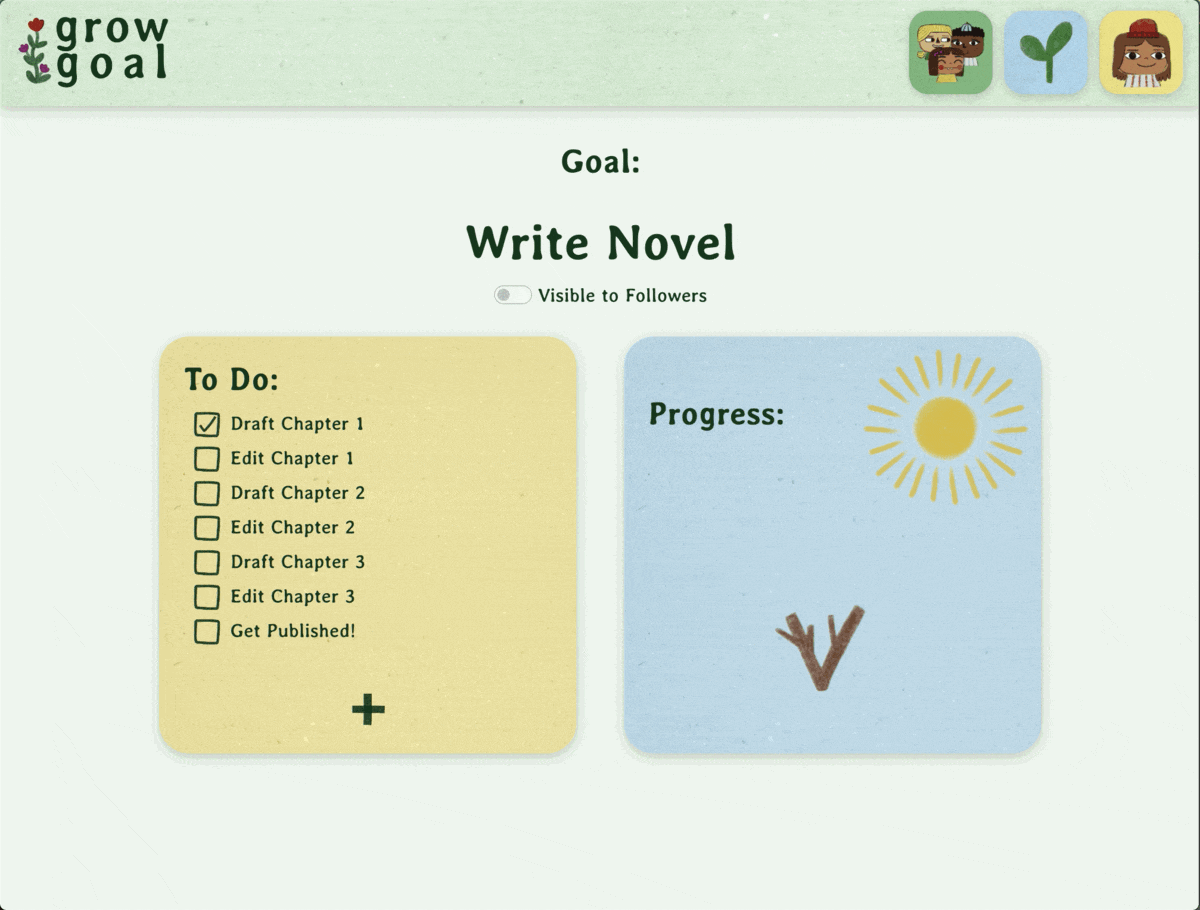 grow
goal
Goal:
Write Novel
Visible to Followers
To Do:
Draft Chapter 1
Edit Chapter 1
Draft Chapter 2
Edit Chapter 2
Draft Chapter 3
Edit Chapter 3
Get Published!
+
Progress: